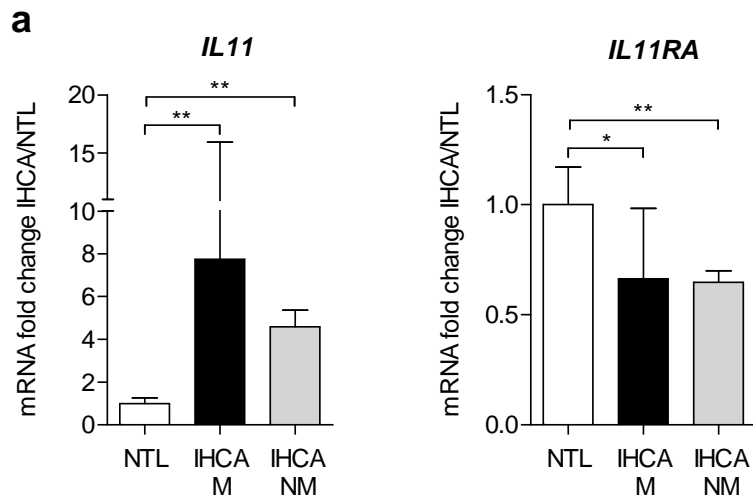 a
IL11
mRNA fold change IHCA/NTL
20
15
10
8
6
4
2
0
**
**
NTL
IHCA
M
IHCA
NM
IL11RA
mRNA fold change IHCA/NTL
1.5
1.0
0.5
0.0
**
*
NTL
IHCA
M
IHCA
NM